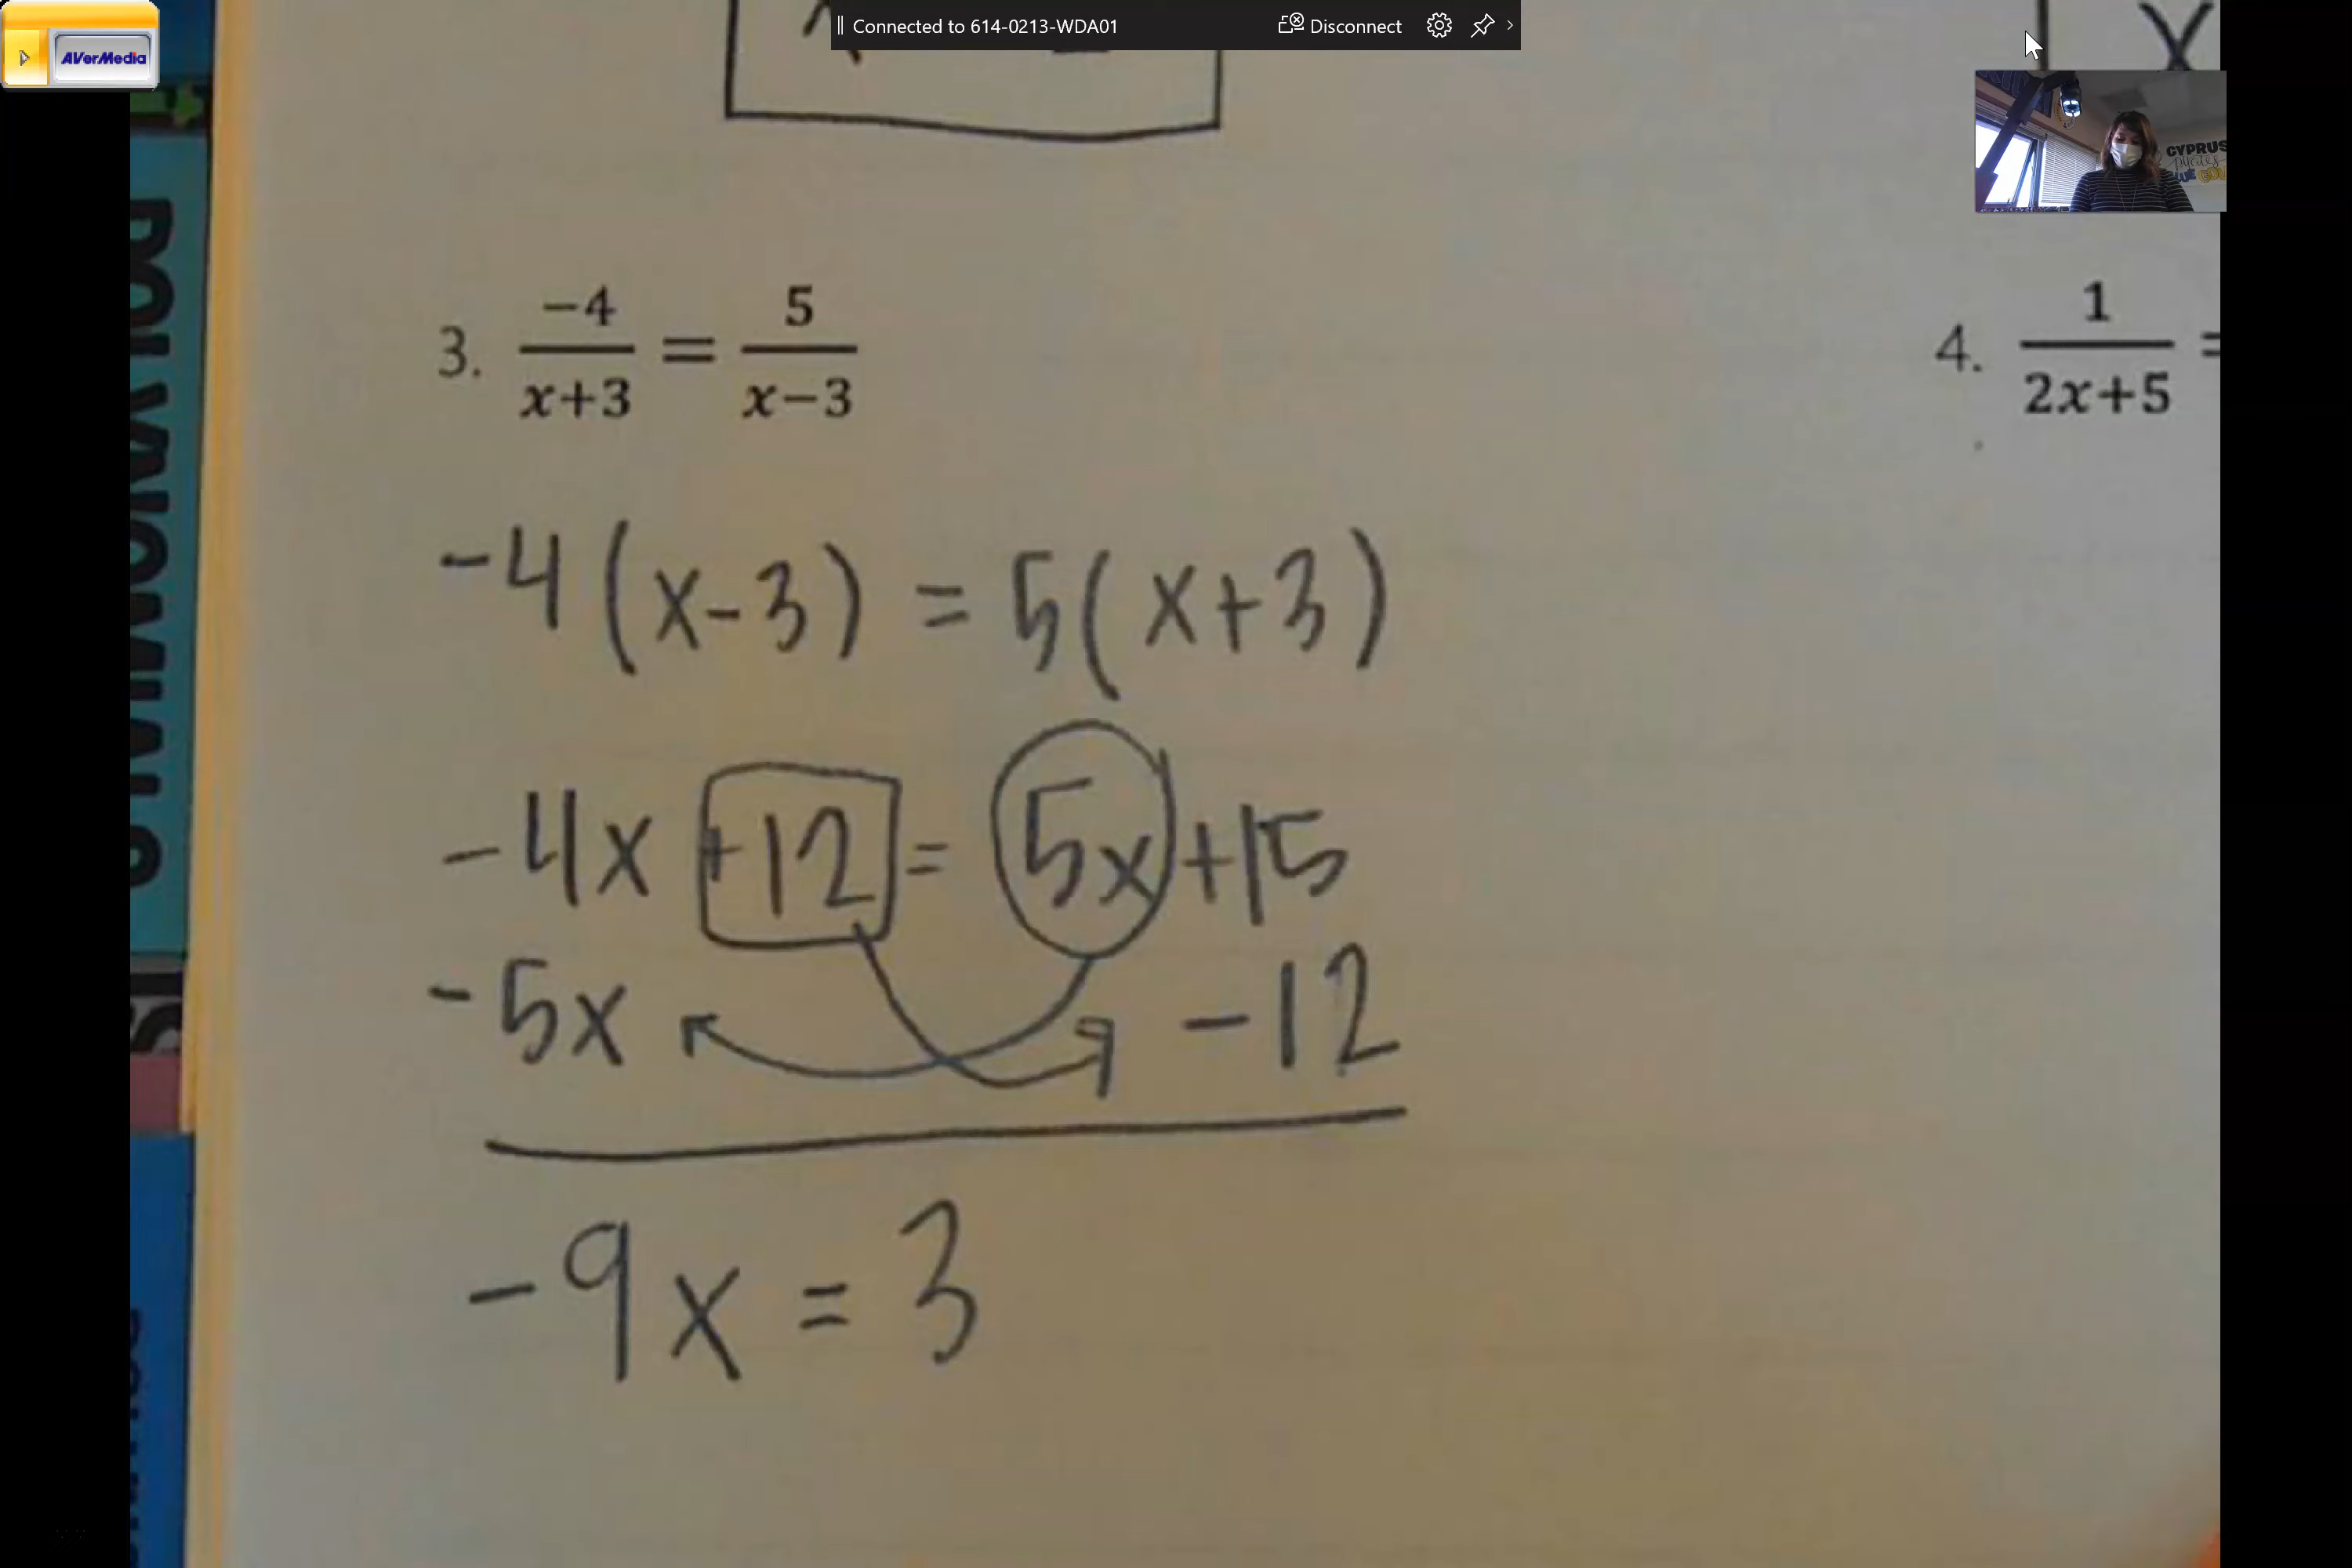 AVerMedia
Connected to 614-0213-WDA01 Disconnect
x
CYPRUS
3. -4/x+3 = 5/x-3
4. 1/2x+5 =
-4(x-3) = 5(x+3)
-4x +12 = 5x +15
-5x -12
-9x = 3